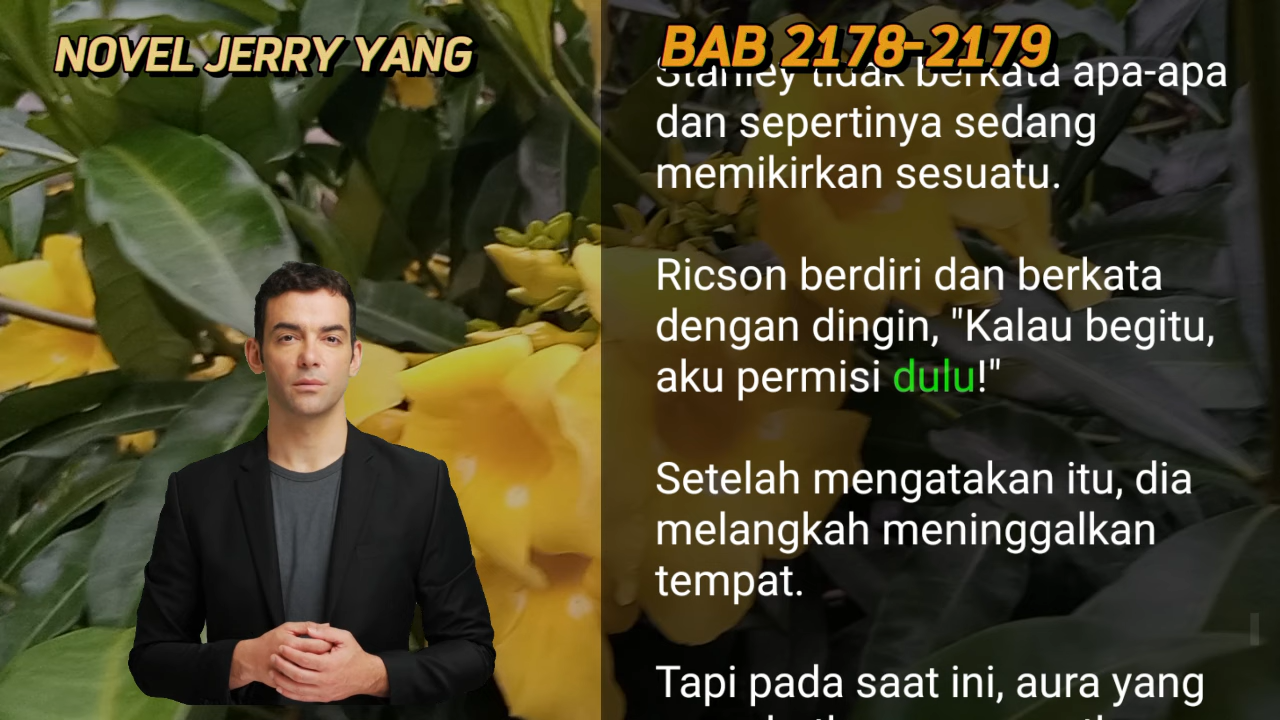 NOVEL JERRY YANG
BAB 2178-2179
Stanley tidak berkata apa-apa
dan sepertinya sedang
memikirkan sesuatu.
Ricson berdiri dan berkata
dengan dingin, "Kalau begitu,
aku permisi dulu!"
Setelah mengatakan itu, dia
melangkah meninggalkan
tempat.
Tapi pada saat ini, aura yang